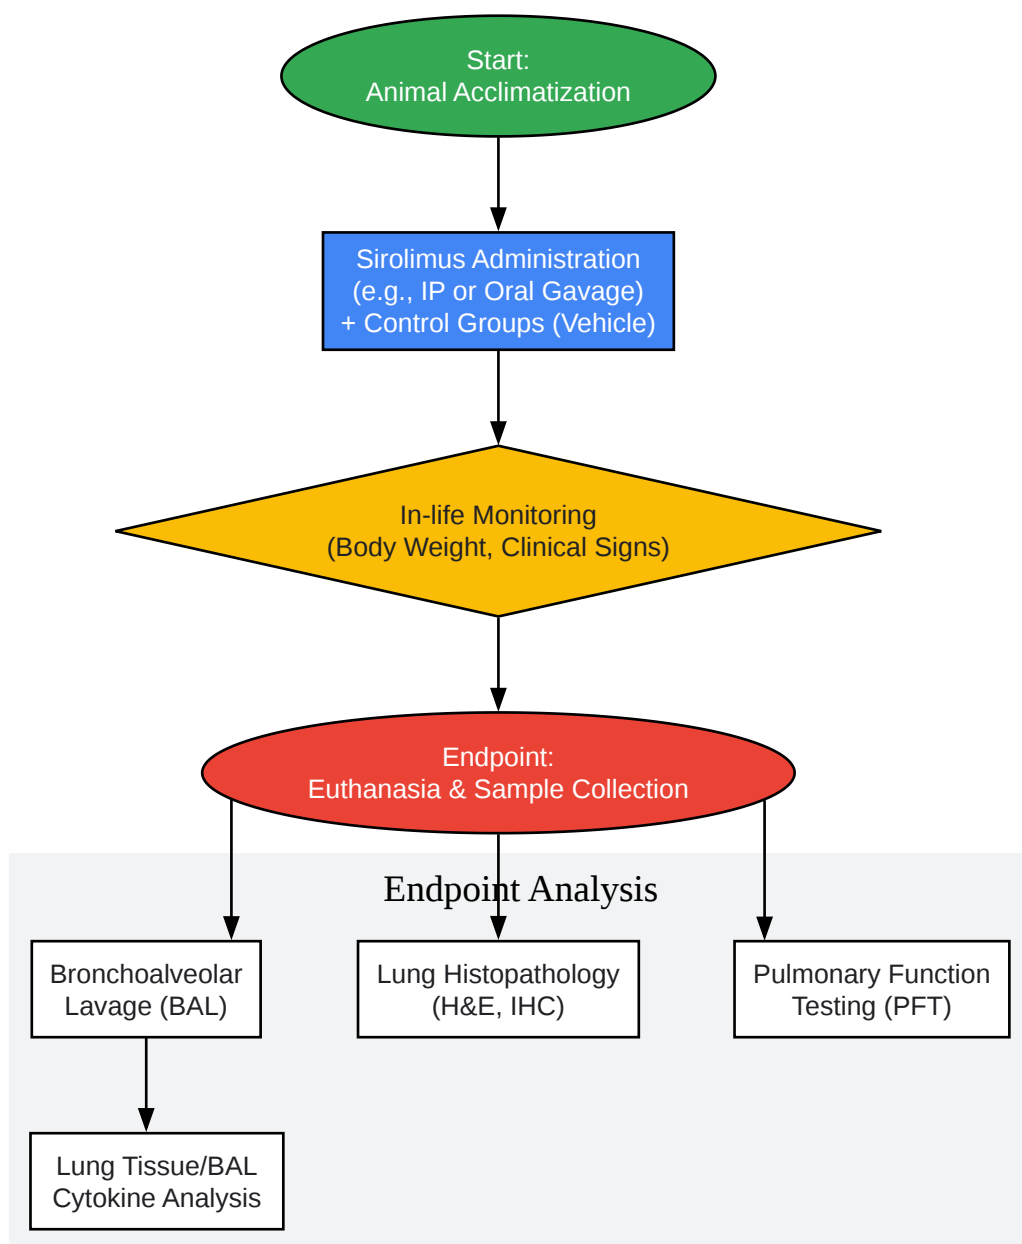 Start:
Animal Acclimatization
Sirolimus Administration
(e.g., IP or Oral Gavage)
+ Control Groups (Vehicle)
In-life Monitoring
(Body Weight, Clinical Signs)
Endpoint:
Euthanasia & Sample Collection
Endpoint Analysis
Bronchoalveolar
Lavage (BAL)
Lung Histopathology
(H&E, IHC)
Pulmonary Function
Testing (PFT)
Lung Tissue/BAL
Cytokine Analysis